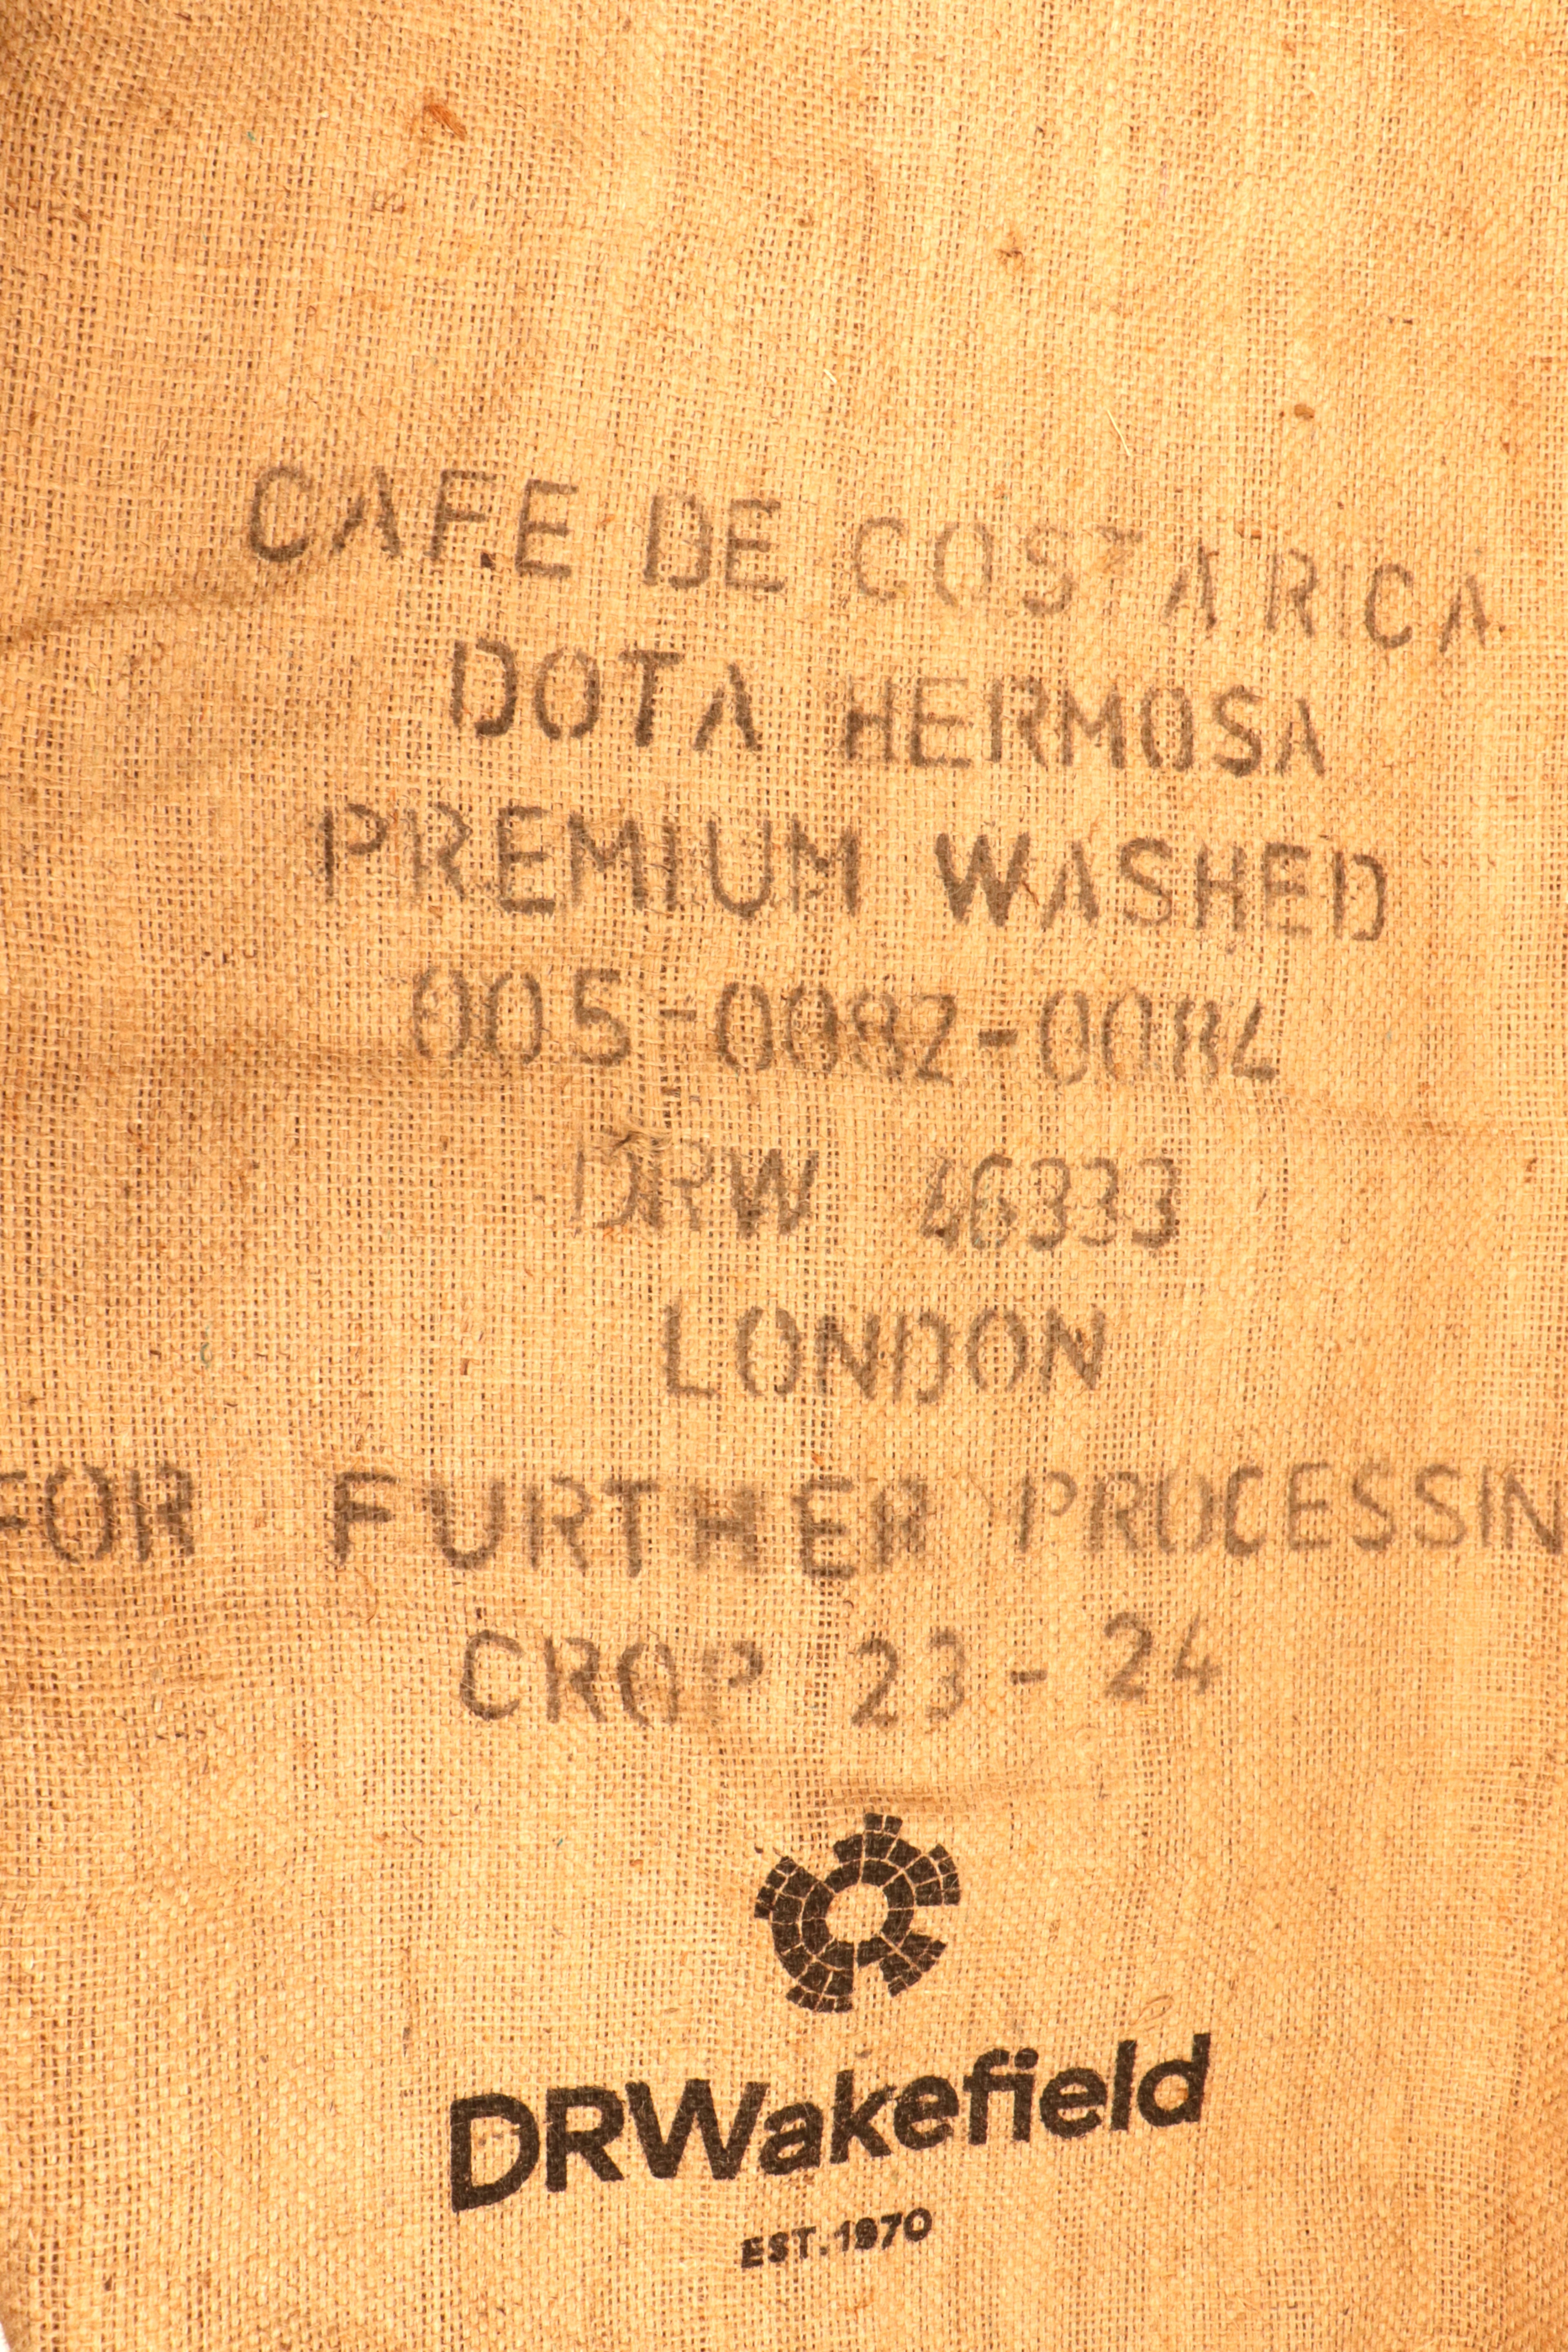 CAFE DE COSTA RICA
DOTA HERMOSA
PREMIUM WASHED
005-0082-0084
DRW 46333
LONDON
FOR FURTHER PROCESSIN
CROP 23-24
DRWakefield
EST.1970